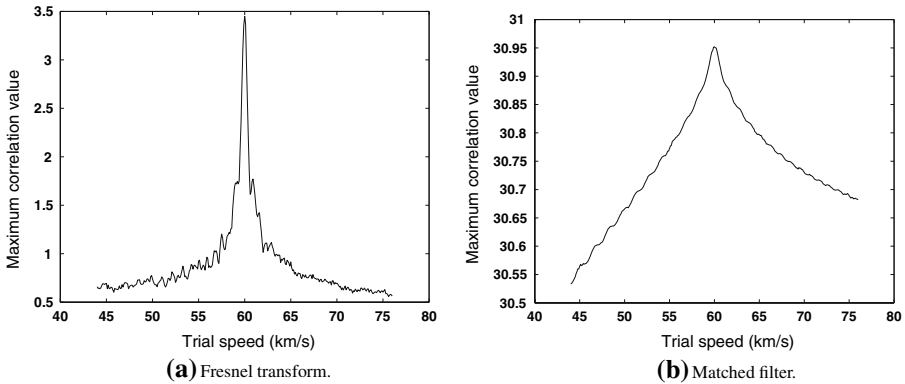 3.5
3
2.5
2
1.5
1
0.5
40 45 50 55 60 65 70 75 80
Maximum correlation value
Trial speed (km/s)
(a) Fresnel transform.
31
30.95
30.9
30.85
30.8
30.75
30.7
30.65
30.6
30.55
30.5
40 45 50 55 60 65 70 75 80
Maximum correlation value
Trial speed (km/s)
(b) Matched filter.